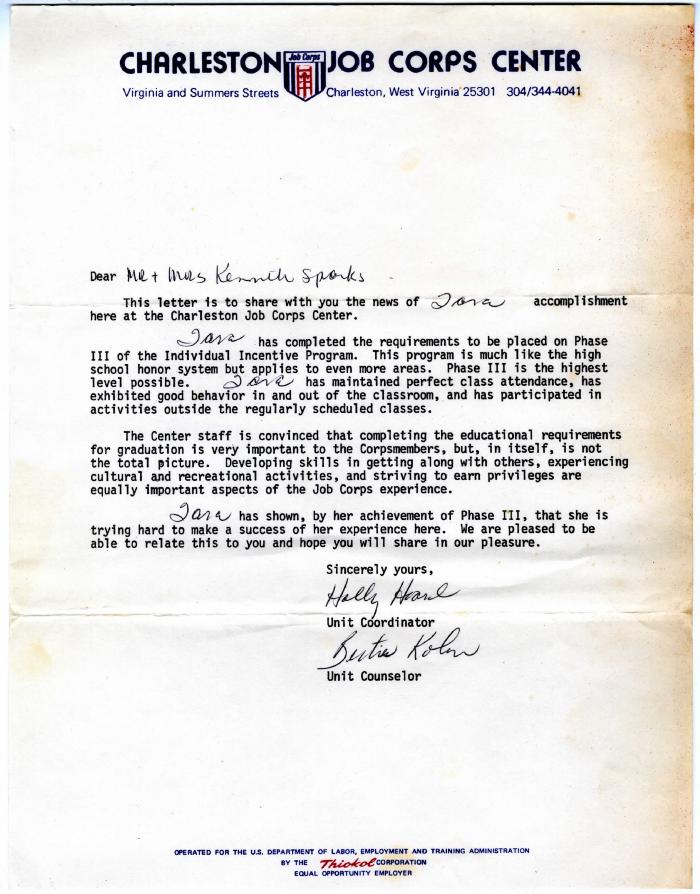 CHARLESTON Job Corps JOB CORPS CENTER
Virginia and Summers Streets Charleston, West Virginia 25301 304/344-4041
Dear Mr + Mrs Kenneth Sparks
This letter is to share with you the news of Tara accomplishment
here at the Charleston Job Corps Center.
Tara has completed the requirements to be placed on Phase
III of the Individual Incentive Program. This program is much like the high
school honor system but applies to even more areas. Phase III is the highest
level possible. Tara has maintained perfect class attendance, has
exhibited good behavior in and out of the classroom, and has participated in
activities outside the regularly scheduled classes.
The Center staff is convinced that completing the educational requirements
for graduation is very important to the Corpsmembers, but, in itself, is not
the total picture. Developing skills in getting along with others, experiencing
cultural and recreational activities, and striving to earn privileges are
equally important aspects of the Job Corps experience.
Tara has shown, by her achievement of Phase III, that she is
trying hard to make a success of her experience here. We are pleased to be
able to relate this to you and hope you will share in our pleasure.
Sincerely yours,
Holly
Unit Coordinator
Unit Counselor
OPERATED FOR THE U.S. DEPARTMENT OF LABOR, EMPLOYMENT AND TRAINING ADMINISTRATION
BY THE Thiokol CORPORATION
EQUAL OPPORTUNITY EMPLOYER